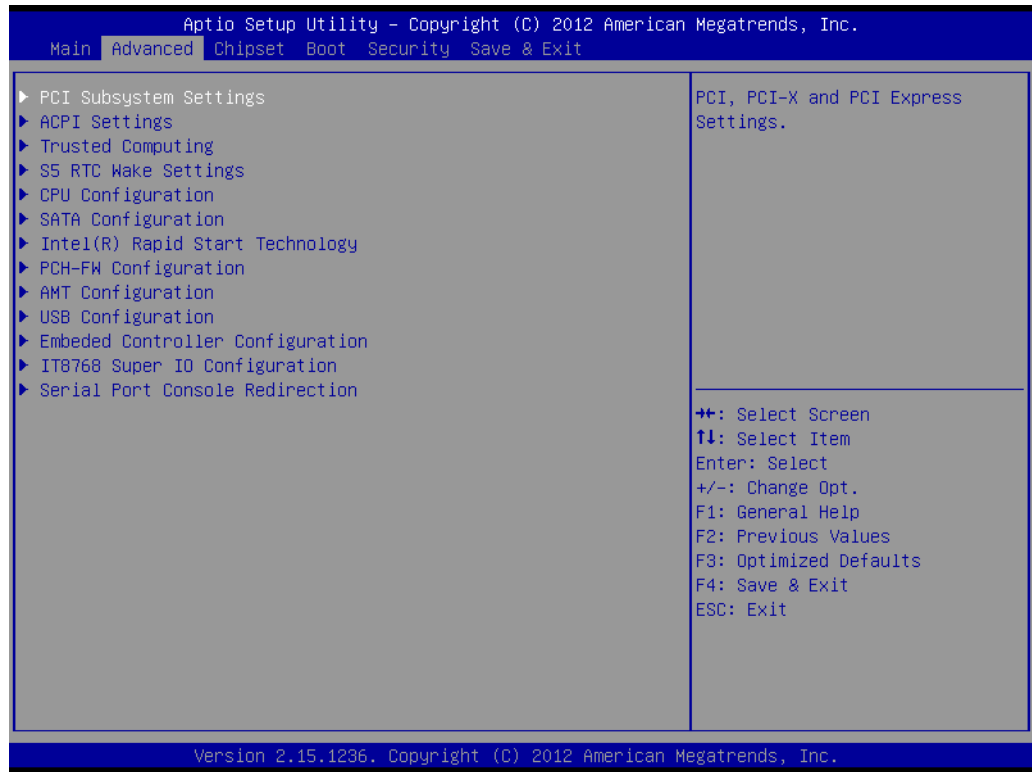 Aptio Setup Utility – Copyright (C) 2012 American Megatrends, Inc.
Main Advanced Chipset Boot Security Save & Exit
PCI Subsystem Settings
ACPI Settings
Trusted Computing
S5 RTC Wake Settings
CPU Configuration
SATA Configuration
Intel(R) Rapid Start Technology
PCH-FW Configuration
AMT Configuration
USB Configuration
Embeded Controller Configuration
IT8768 Super IO Configuration
Serial Port Console Redirection
PCI, PCI-X and PCI Express
Settings.
→←: Select Screen
↑↓: Select Item
Enter: Select
+/-: Change Opt.
F1: General Help
F2: Previous Values
F3: Optimized Defaults
F4: Save & Exit
ESC: Exit
Version 2.15.1236. Copyright (C) 2012 American Megatrends, Inc.